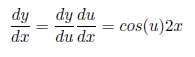 dy/dx = dy/du du/dx = cos(u)2x